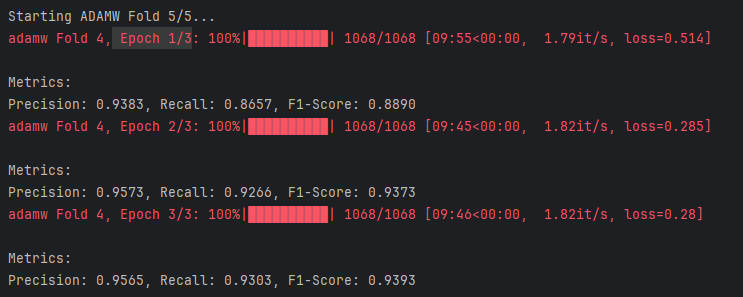 Starting ADAMW Fold 5/5...
adamw Fold 4, Epoch 1/3: 100%|██████████| 1068/1068 [09:55<00:00,  1.79it/s, loss=0.514]
Metrics:
Precision: 0.9383, Recall: 0.8657, F1-Score: 0.8890
adamw Fold 4, Epoch 2/3: 100%|██████████| 1068/1068 [09:45<00:00,  1.82it/s, loss=0.285]
Metrics:
Precision: 0.9573, Recall: 0.9266, F1-Score: 0.9373
adamw Fold 4, Epoch 3/3: 100%|██████████| 1068/1068 [09:46<00:00,  1.82it/s, loss=0.28]
Metrics:
Precision: 0.9565, Recall: 0.9303, F1-Score: 0.9393